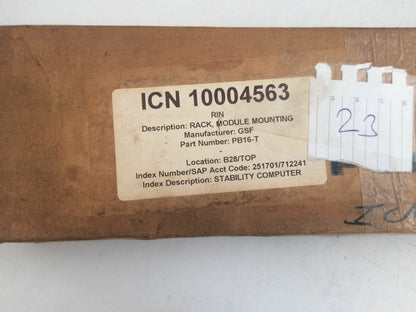 ICN 10004563
RIN
Description: RACK, MODULE MOUNTING
Manufacturer: GSF
Part Number: PB16-T
Location: B28/TOP
Index Number/SAP Acct Code: 251701/712241
Index Description: STABILITY COMPUTER
23